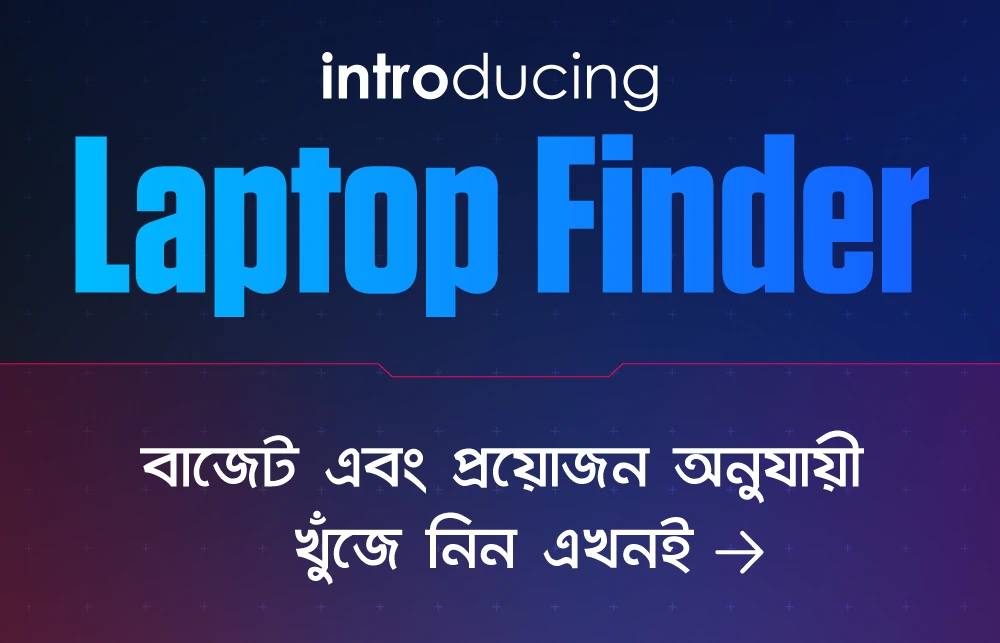 introducing
Laptop Finder
বাজেট এবং প্রয়োজন অনুযায়ী
খুঁজে নিন এখনই →